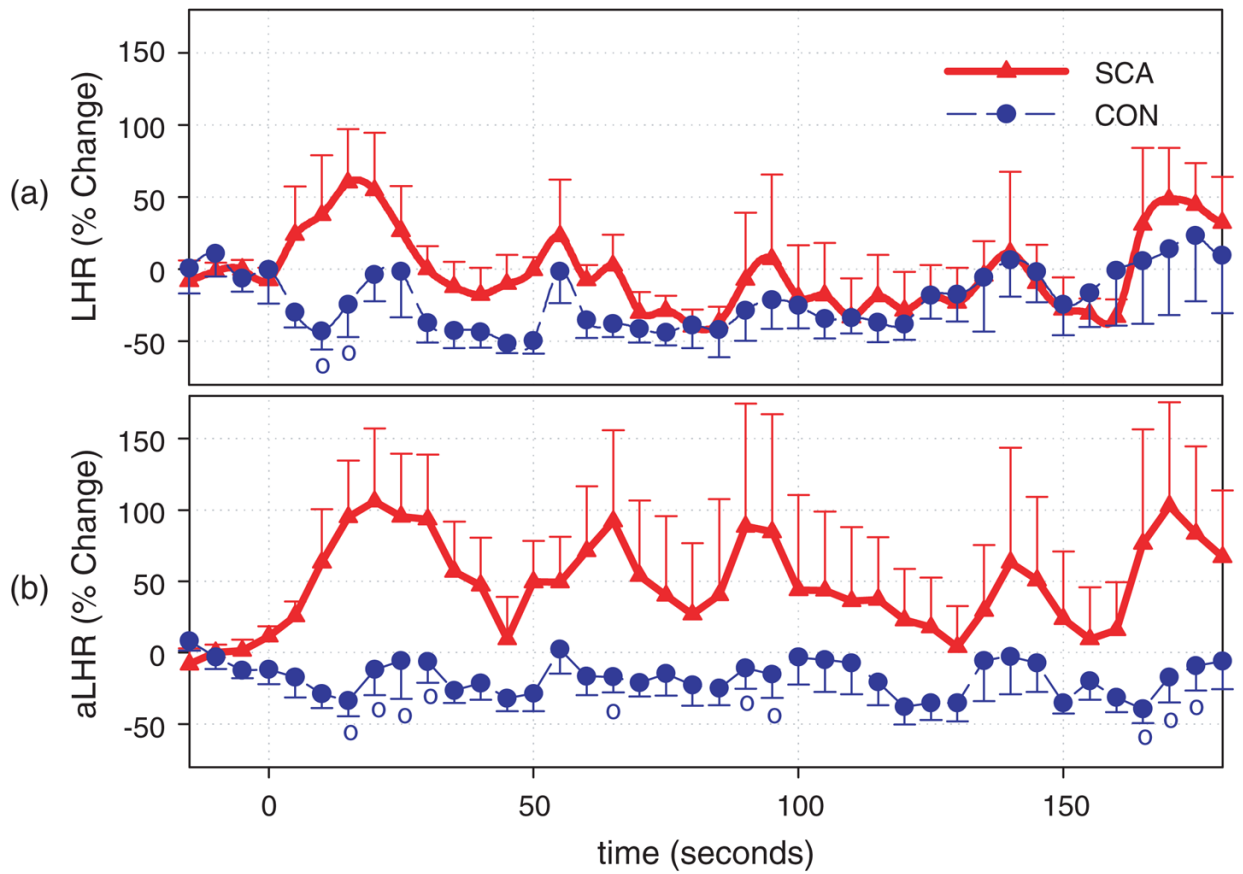 150
100
50
0
-50
LHR (% Change)
(a)
SCA
CON
o o
150
100
50
0
-50
aLHR (% Change)
(b)
o o o o o o o o o o
0 50 100 150
time (seconds)